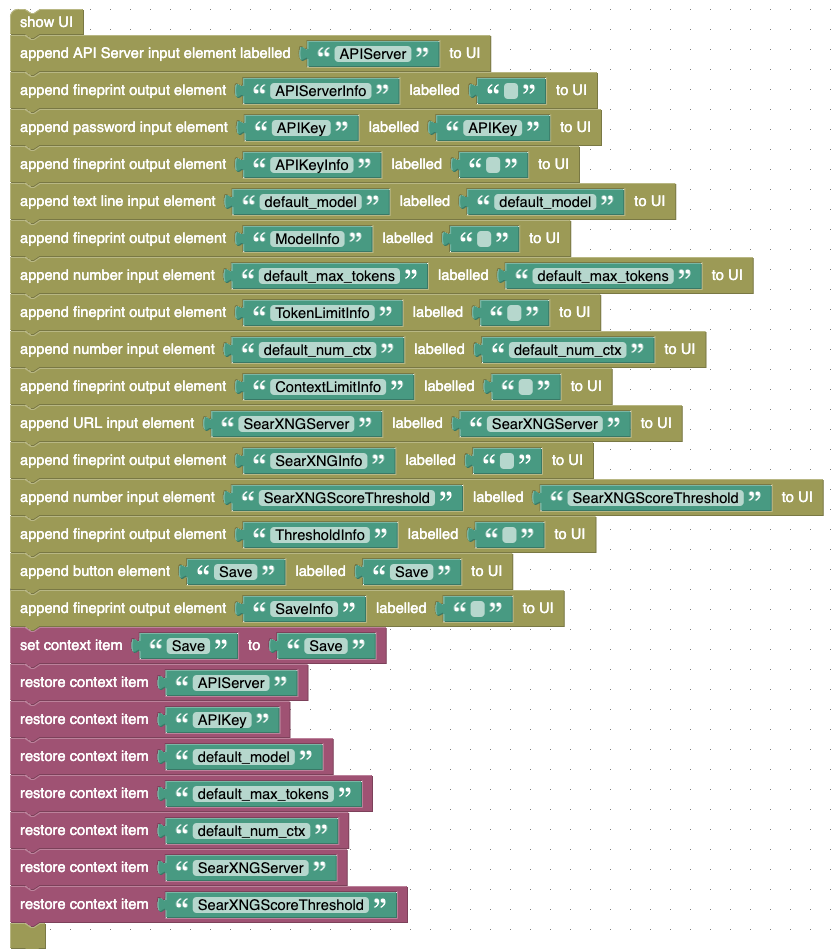 show UI
append API Server input element labelled “ APIServer ” to UI
append fineprint output element “ APIServerInfo ” labelled “ ” to UI
append password input element “ APIKey ” labelled “ APIKey ” to UI
append fineprint output element “ APIKeyInfo ” labelled “ ” to UI
append text line input element “ default_model ” labelled “ default_model ” to UI
append fineprint output element “ ModelInfo ” labelled “ ” to UI
append number input element “ default_max_tokens ” labelled “ default_max_tokens ” to UI
append fineprint output element “ TokenLimitInfo ” labelled “ ” to UI
append number input element “ default_num_ctx ” labelled “ default_num_ctx ” to UI
append fineprint output element “ ContextLimitInfo ” labelled “ ” to UI
append URL input element “ SearXNGServer ” labelled “ SearXNGServer ” to UI
append fineprint output element “ SearXNGInfo ” labelled “ ” to UI
append number input element “ SearXNGScoreThreshold ” labelled “ SearXNGScoreThreshold ” to UI
append fineprint output element “ ThresholdInfo ” labelled “ ” to UI
append button element “ Save ” labelled “ Save ” to UI
append fineprint output element “ SaveInfo ” labelled “ ” to UI
set context item “ Save ” to “ Save ”
restore context item “ APIServer ”
restore context item “ APIKey ”
restore context item “ default_model ”
restore context item “ default_max_tokens ”
restore context item “ default_num_ctx ”
restore context item “ SearXNGServer ”
restore context item “ SearXNGScoreThreshold ”